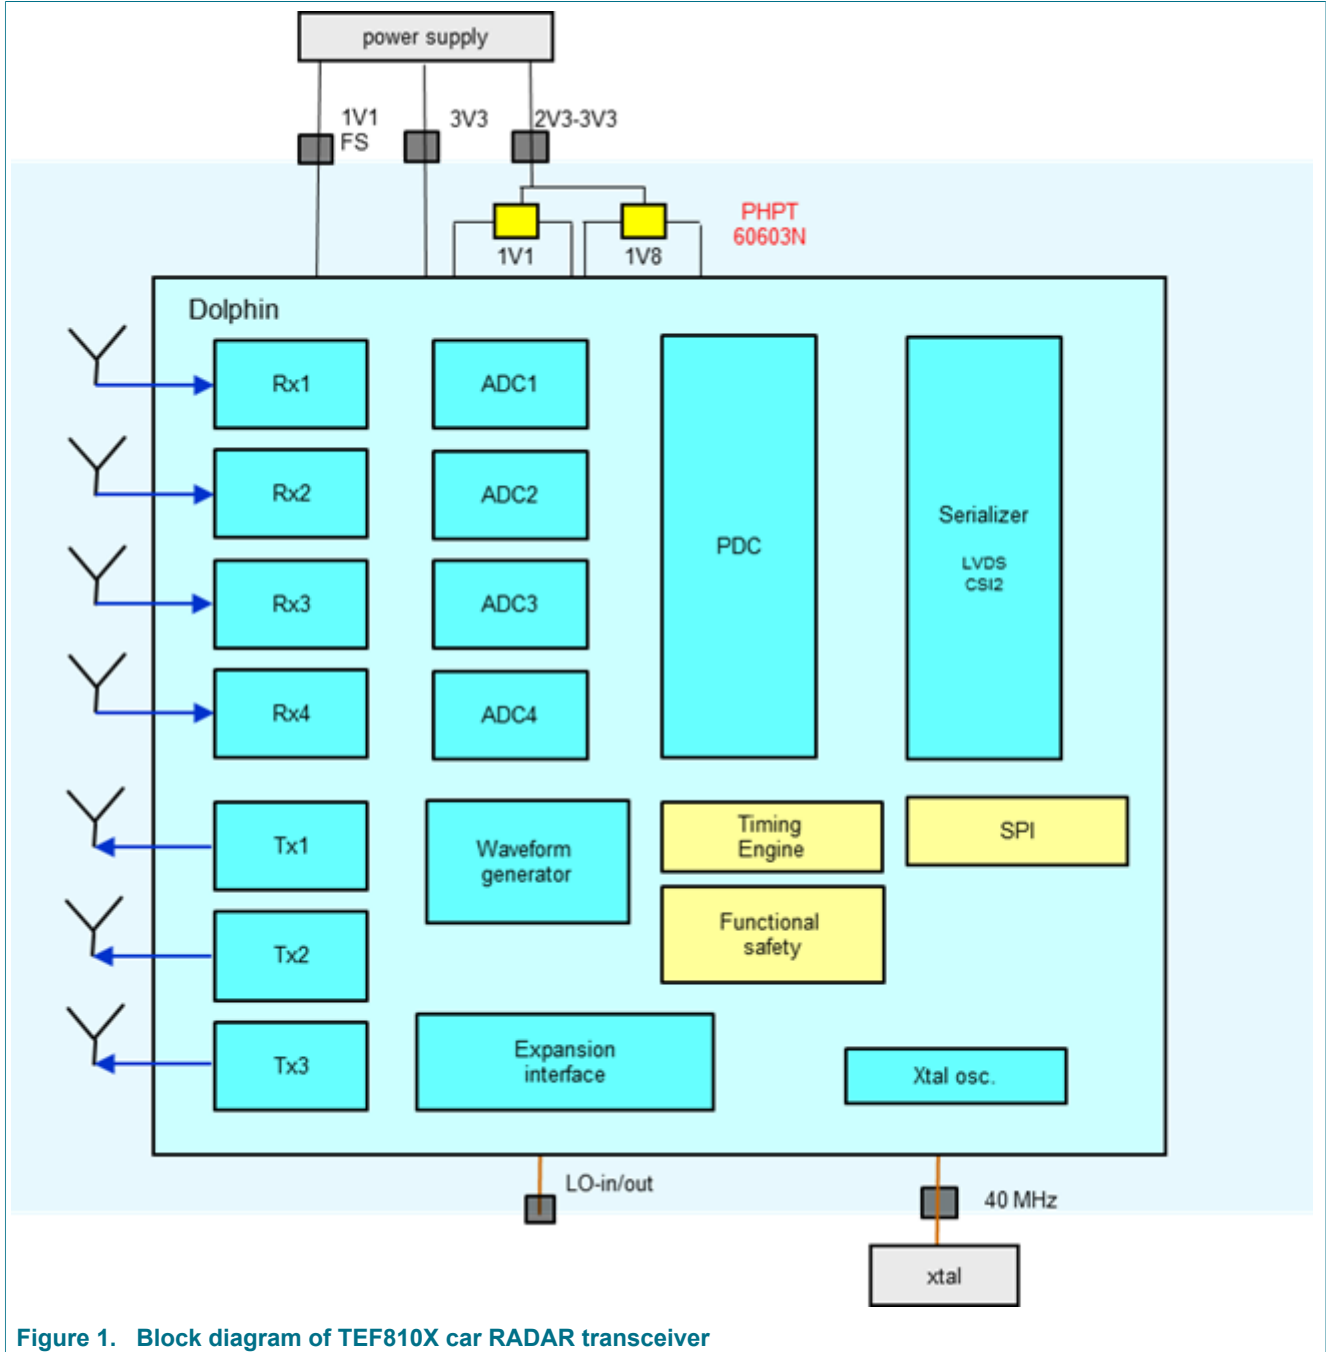 power supply
1V1
FS
3V3
2V3-3V3
PHPT
60603N
1V1
1V8
Dolphin
Rx1
ADC1
PDC
Serializer
LVDS
CSI2
Rx2
ADC2
Rx3
ADC3
Rx4
ADC4
Tx1
Waveform
generator
Timing
Engine
SPI
Functional
safety
Tx2
Tx3
Expansion
interface
Xtal osc.
LO-in/out
40 MHz
xtal
Figure 1. Block diagram of TEF810X car RADAR transceiver